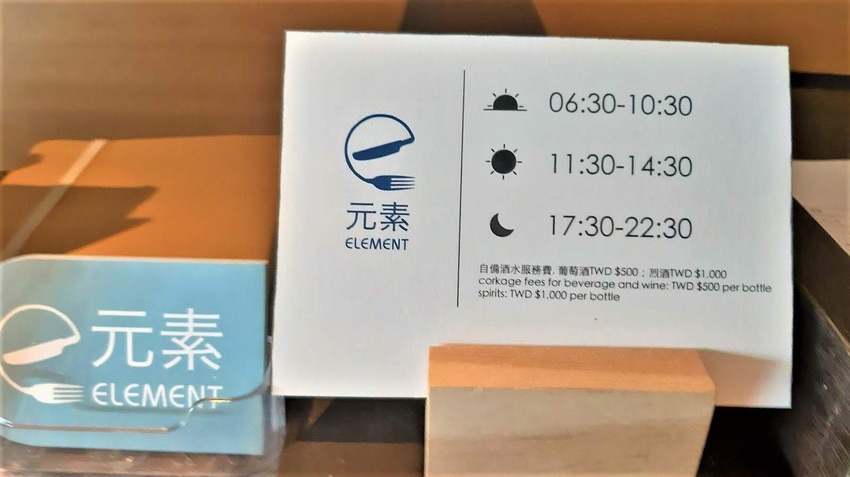 06:30-10:30
11:30-14:30
17:30-22:30
元素
ELEMENT
自備酒水服務費, 葡萄酒TWD $500；烈酒TWD $1,000
corkage fees for beverage and wine: TWD $500 per bottle
spirits: TWD $1,000 per bottle
元素
ELEMENT